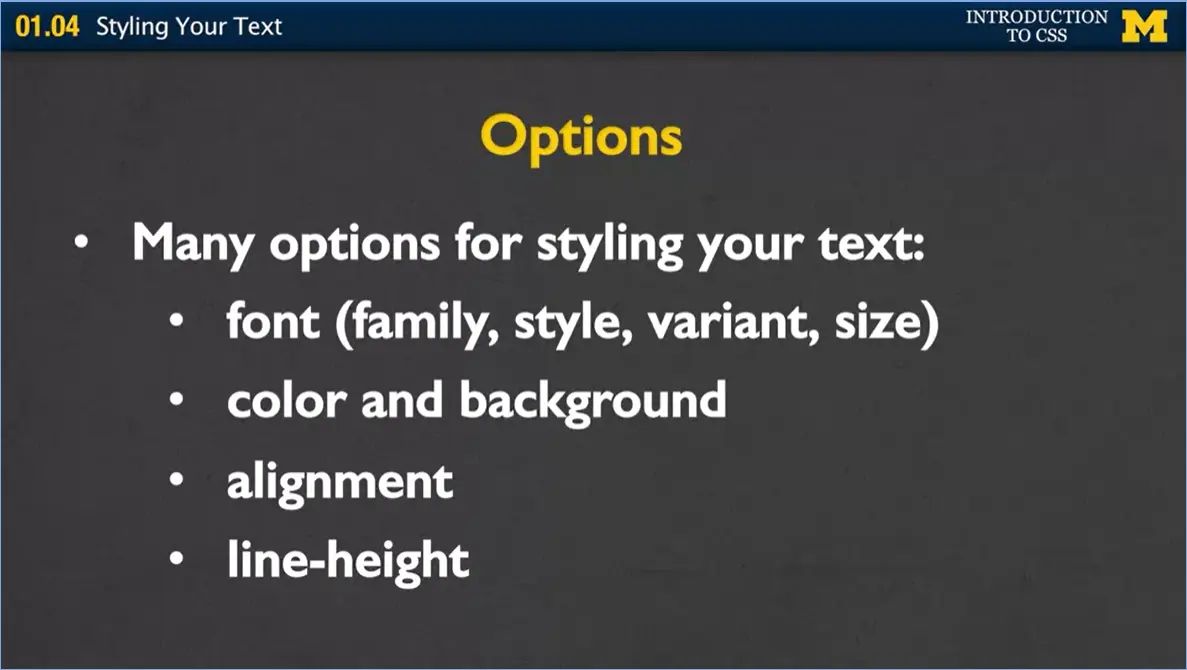 01.04 Styling Your Text
INTRODUCTION
TO CSS
M
Options
• Many options for styling your text:
• font (family, style, variant, size)
• color and background
• alignment
• line-height